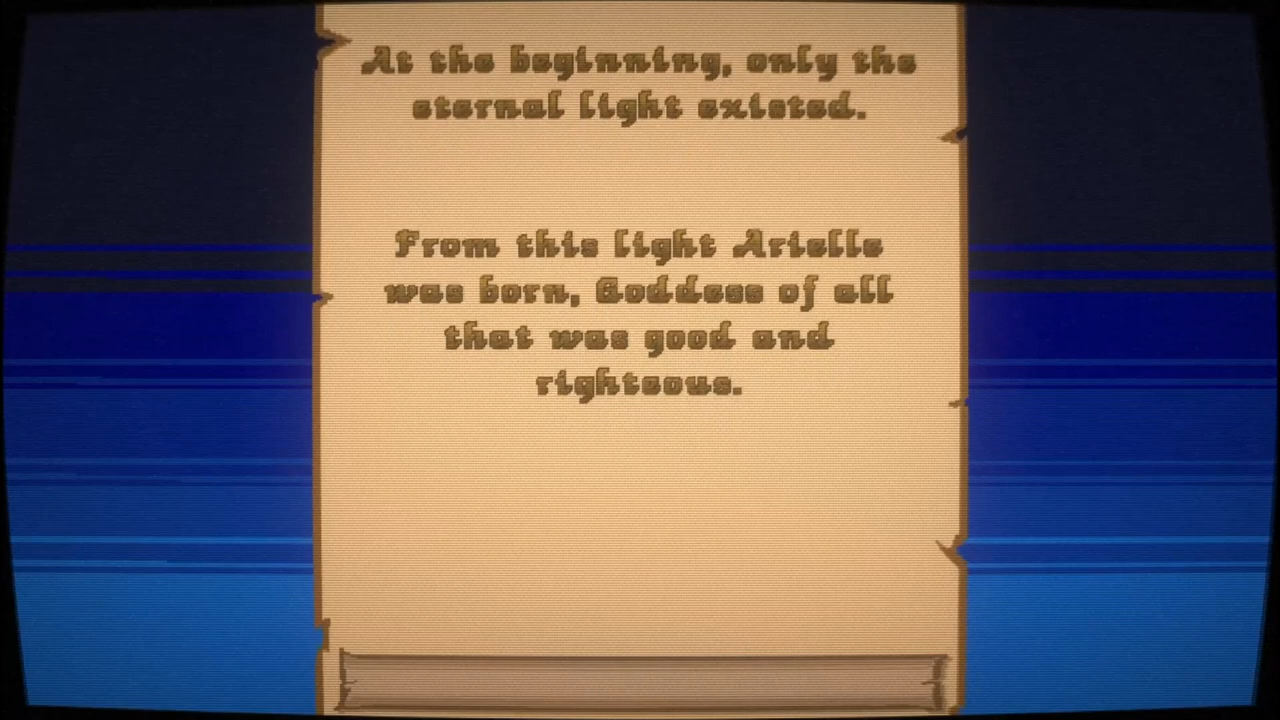 At the beginning, only the
eternal light existed.
From this light Arielle
was born, Goddess of all
that was good and
righteous.